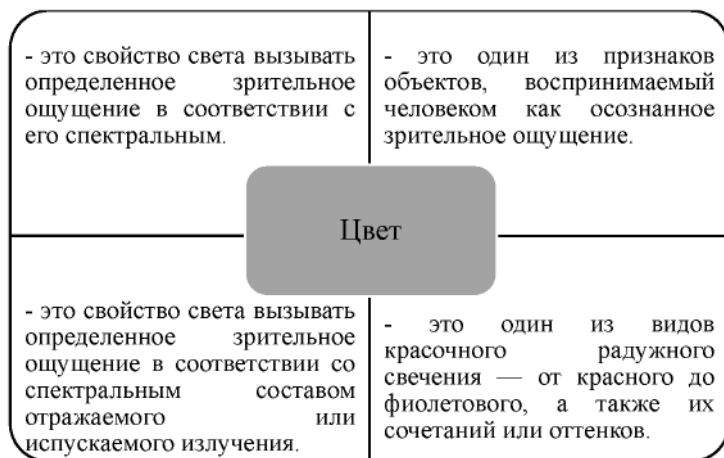 - это свойство света вызывать
определенное зрительное
ощущение в соответствии с
его спектральным.
- это один из признаков
объектов, воспринимаемый
человеком как осознанное
зрительное ощущение.
Цвет
- это свойство света вызывать
определенное зрительное
ощущение в соответствии со
спектральным составом
отражаемого или
испускаемого излучения.
- это один из видов
красочного радужного
свечения — от красного до
фиолетового, а также их
сочетаний или оттенков.